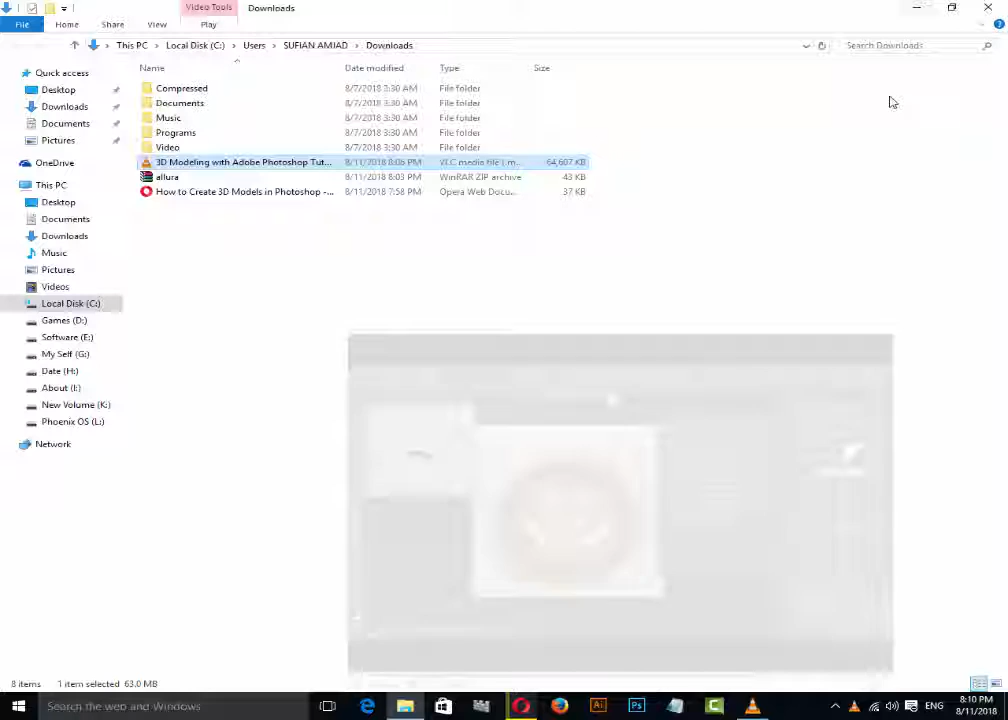 Video Tools
Downloads
File
Home
Share
View
Play
This PC
Local Disk (C:)
Users
SUFIAN AMJAD
Downloads
Search Downloads
Name
Date modified
Type
Size
Quick access
Desktop
Downloads
Documents
Pictures
OneDrive
This PC
Desktop
Documents
Downloads
Music
Pictures
Videos
Local Disk (C:)
Games (D:)
Software (E:)
My Self (G:)
Date (H:)
About (I:)
New Volume (K:)
Phoenix OS (L:)
Network
Compressed 8/7/2018 3:30 AM File folder
Documents 8/7/2018 3:30 AM File folder
Music 8/7/2018 3:30 AM File folder
Programs 8/7/2018 3:30 AM File folder
Video 8/7/2018 3:30 AM File folder
3D Modeling with Adobe Photoshop Tut... 8/11/2018 8:06 PM VLC media file (.m... 64,607 KB
allura 8/11/2018 8:03 PM WinRAR ZIP archive 43 KB
How to Create 3D Models in Photoshop -... 8/11/2018 7:58 PM Opera Web Docu... 37 KB
8 items 1 item selected 63.0 MB
Search the web and Windows
Ai
Ps
ENG
8:10 PM
8/11/2018